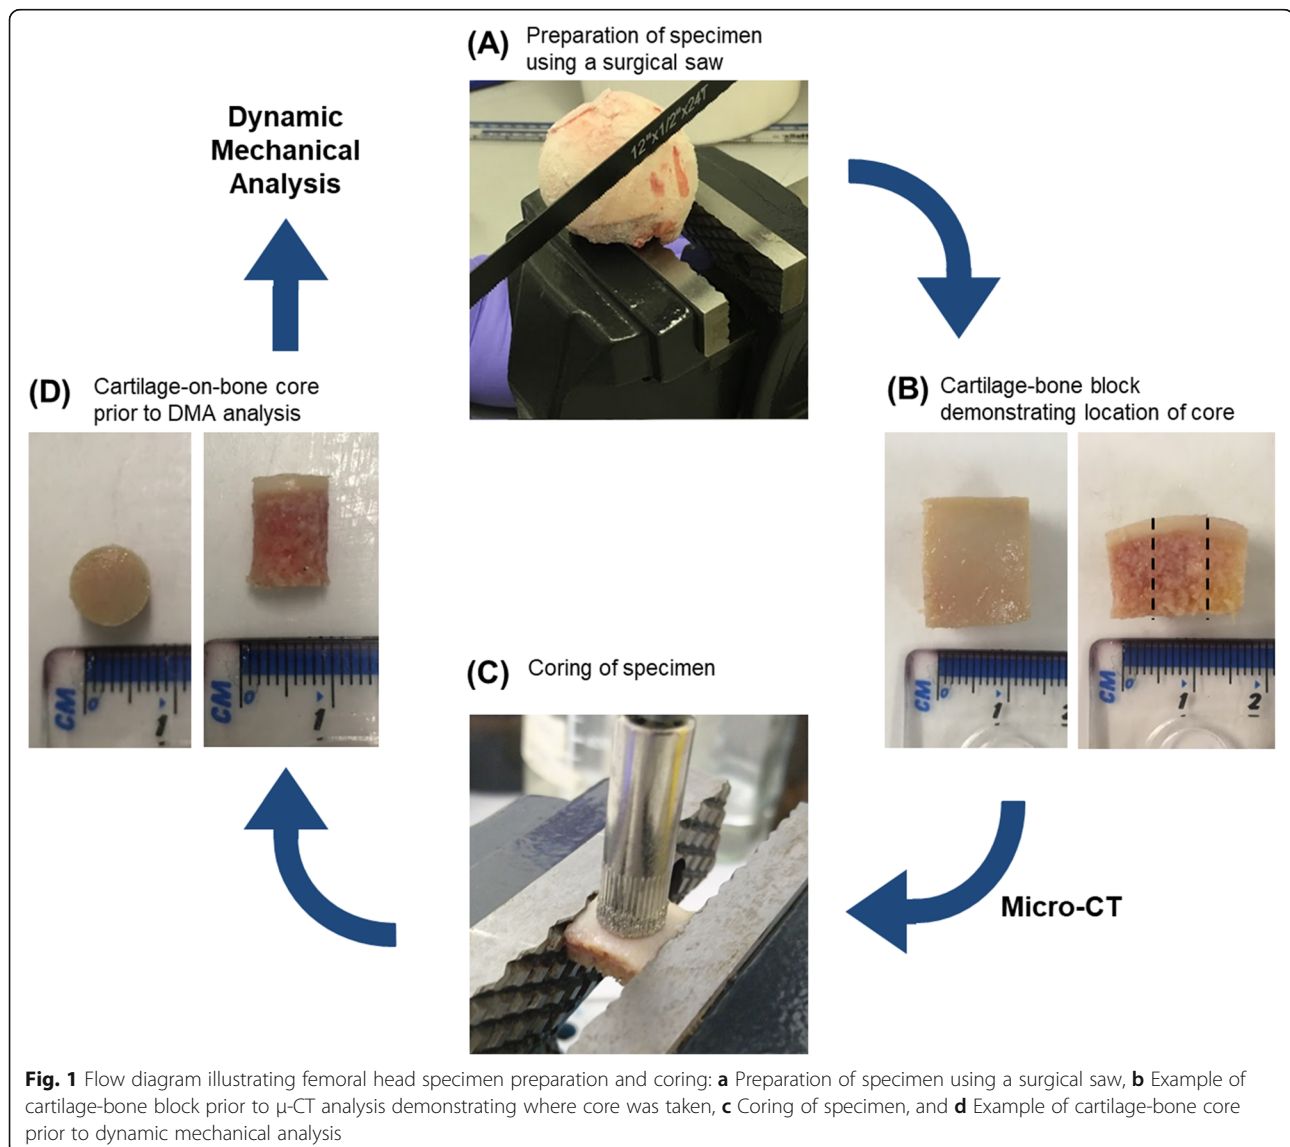 (A) Preparation of specimen
using a surgical saw
12"x1/2"x24T
Dynamic
Mechanical
Analysis
(D) Cartilage-on-bone core
prior to DMA analysis
CM 0 1
CM 0 1
(B) Cartilage-bone block
demonstrating location of core
CM 0 1 2
CM 0 1 2
(C) Coring of specimen
Micro-CT
Fig. 1 Flow diagram illustrating femoral head specimen preparation and coring: a Preparation of specimen using a surgical saw, b Example of
cartilage-bone block prior to μ-CT analysis demonstrating where core was taken, c Coring of specimen, and d Example of cartilage-bone core
prior to dynamic mechanical analysis